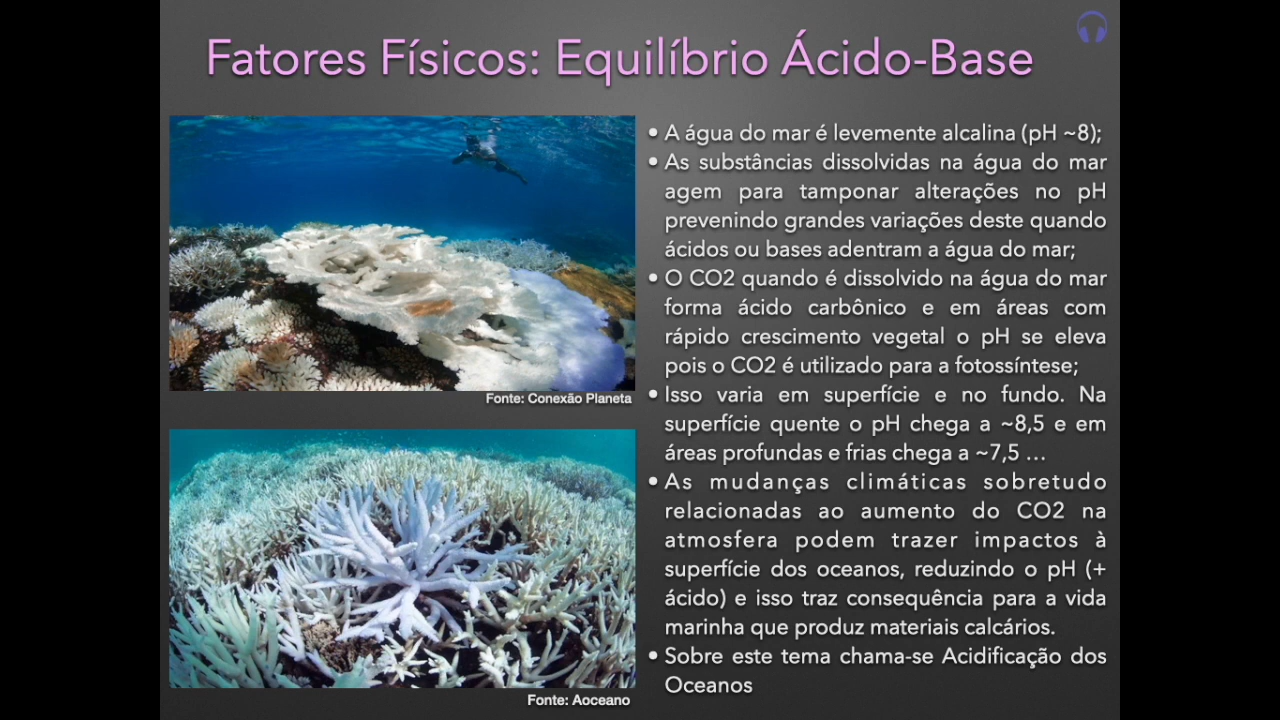 Fatores Físicos: Equilíbrio Ácido-Base
Fonte: Conexão Planeta
Fonte: Aoceano
• A água do mar é levemente alcalina (pH ~8);
• As substâncias dissolvidas na água do mar
agem para tamponar alterações no pH
prevenindo grandes variações deste quando
ácidos ou bases adentram a água do mar;
• O CO2 quando é dissolvido na água do mar
forma ácido carbônico e em áreas com
rápido crescimento vegetal o pH se eleva
pois o CO2 é utilizado para a fotossíntese;
• Isso varia em superfície e no fundo. Na
superfície quente o pH chega a ~8,5 e em
áreas profundas e frias chega a ~7,5 ...
• As mudanças climáticas sobretudo
relacionadas ao aumento do CO2 na
atmosfera podem trazer impactos à
superfície dos oceanos, reduzindo o pH (+
ácido) e isso traz consequência para a vida
marinha que produz materiais calcários.
• Sobre este tema chama-se Acidificação dos
Oceanos